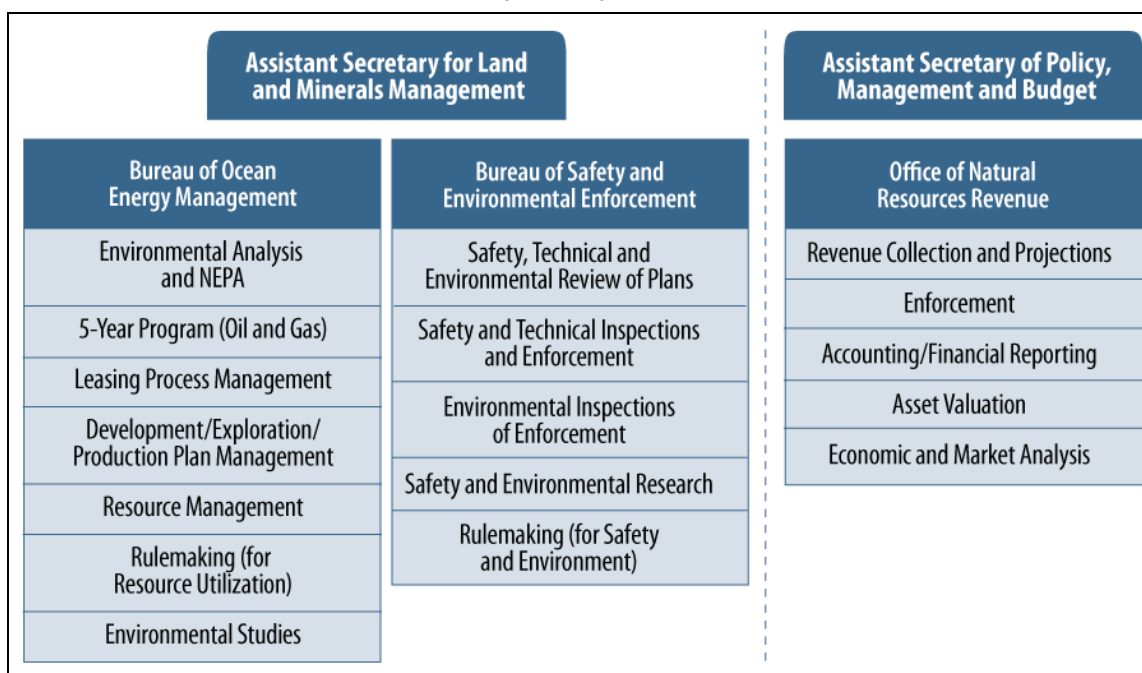 Assistant Secretary for Land
and Minerals Management
Assistant Secretary of Policy,
Management and Budget
Bureau of Ocean
Energy Management
Environmental Analysis
and NEPA
5-Year Program (Oil and Gas)
Leasing Process Management
Development/Exploration/
Production Plan Management
Resource Management
Rulemaking (for
Resource Utilization)
Environmental Studies
Bureau of Safety and
Environmental Enforcement
Safety, Technical and
Environmental Review of Plans
Safety and Technical Inspections
and Enforcement
Environmental Inspections
of Enforcement
Safety and Environmental Research
Rulemaking (for Safety
and Environment)
Office of Natural
Resources Revenue
Revenue Collection and Projections
Enforcement
Accounting/Financial Reporting
Asset Valuation
Economic and Market Analysis